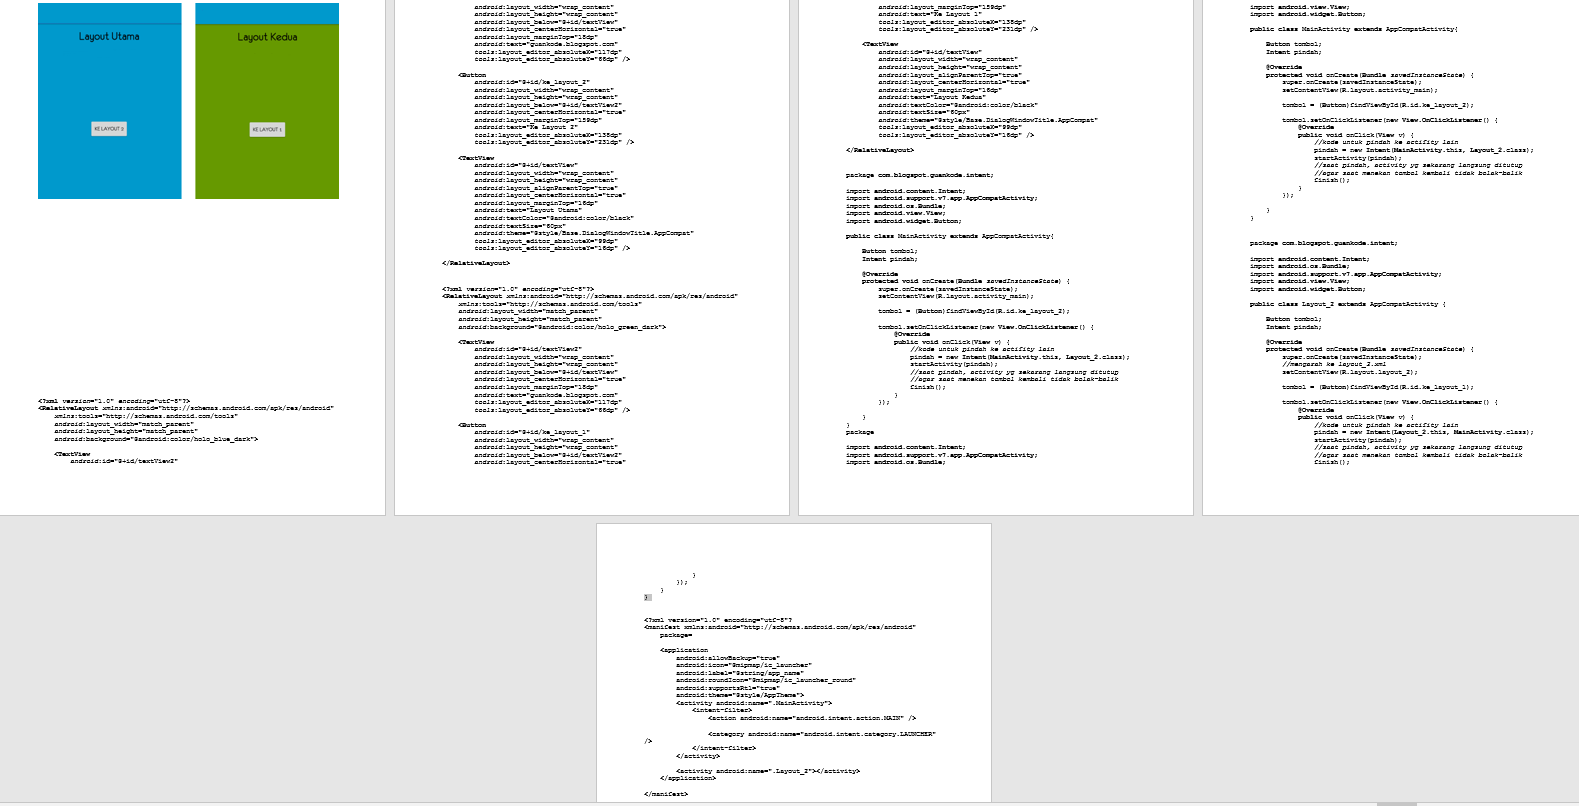 Layout Utama
Layout Kedua
KE LAYOUT 2
KE LAYOUT 1
<?xml version="1.0" encoding="utf-8"?>
<RelativeLayout xmlns:android="http://schemas.android.com/apk/res/android"
xmlns:tools="http://schemas.android.com/tools"
android:layout_width="match_parent"
android:layout_height="match_parent"
android:background="@android:color/holo_blue_dark">
<TextView
android:id="@+id/textView2"
android:layout_width="wrap_content"
android:layout_height="wrap_content"
android:layout_below="@+id/textView"
android:layout_centerHorizontal="true"
android:layout_marginTop="18dp"
android:text="guankode.blogspot.com"
tools:layout_editor_absoluteX="117dp"
tools:layout_editor_absoluteY="66dp" />
<Button
android:id="@+id/ke_layout_2"
android:layout_width="wrap_content"
android:layout_height="wrap_content"
android:layout_below="@+id/textView2"
android:layout_centerHorizontal="true"
android:layout_marginTop="159dp"
android:text="Ke Layout 2"
tools:layout_editor_absoluteX="138dp"
tools:layout_editor_absoluteY="231dp" />
<TextView
android:id="@+id/textView"
android:layout_width="wrap_content"
android:layout_height="wrap_content"
android:layout_alignParentTop="true"
android:layout_centerHorizontal="true"
android:layout_marginTop="16dp"
android:text="Layout Utama"
android:textColor="@android:color/black"
android:textSize="60px"
android:theme="@style/Base.DialogWindowTitle.AppCompat"
tools:layout_editor_absoluteX="99dp"
tools:layout_editor_absoluteY="16dp" />
</RelativeLayout>
<?xml version="1.0" encoding="utf-8"?>
<RelativeLayout xmlns:android="http://schemas.android.com/apk/res/android"
xmlns:tools="http://schemas.android.com/tools"
android:layout_width="match_parent"
android:layout_height="match_parent"
android:background="@android:color/holo_green_dark">
<TextView
android:id="@+id/textView2"
android:layout_width="wrap_content"
android:layout_height="wrap_content"
android:layout_below="@+id/textView"
android:layout_centerHorizontal="true"
android:layout_marginTop="18dp"
android:text="guankode.blogspot.com"
tools:layout_editor_absoluteX="117dp"
tools:layout_editor_absoluteY="66dp" />
<Button
android:id="@+id/ke_layout_1"
android:layout_width="wrap_content"
android:layout_height="wrap_content"
android:layout_below="@+id/textView2"
android:layout_centerHorizontal="true"
android:layout_marginTop="159dp"
android:text="Ke Layout 1"
tools:layout_editor_absoluteX="138dp"
tools:layout_editor_absoluteY="231dp" />
<TextView
android:id="@+id/textView"
android:layout_width="wrap_content"
android:layout_height="wrap_content"
android:layout_alignParentTop="true"
android:layout_centerHorizontal="true"
android:layout_marginTop="16dp"
android:text="Layout Kedua"
android:textColor="@android:color/black"
android:textSize="60px"
android:theme="@style/Base.DialogWindowTitle.AppCompat"
tools:layout_editor_absoluteX="99dp"
tools:layout_editor_absoluteY="16dp" />
</RelativeLayout>
package com.blogspot.guankode.intent;
import android.content.Intent;
import android.support.v7.app.AppCompatActivity;
import android.os.Bundle;
import android.view.View;
import android.widget.Button;
public class MainActivity extends AppCompatActivity{
Button tombol;
Intent pindah;
@Override
protected void onCreate(Bundle savedInstanceState) {
super.onCreate(savedInstanceState);
setContentView(R.layout.activity_main);
tombol = (Button)findViewById(R.id.ke_layout_2);
tombol.setOnClickListener(new View.OnClickListener() {
@Override
public void onClick(View v) {
//kode untuk pindah ke actifity lain
pindah = new Intent(MainActivity.this, Layout_2.class);
startActivity(pindah);
//saat pindah, activity yg sekarang langsung ditutup
//agar saat menekan tombol kembali tidak bolak-balik
finish();
}
});
}
}
package
import android.content.Intent;
import android.support.v7.app.AppCompatActivity;
import android.os.Bundle;
import android.view.View;
import android.widget.Button;
public class MainActivity extends AppCompatActivity{
Button tombol;
Intent pindah;
@Override
protected void onCreate(Bundle savedInstanceState) {
super.onCreate(savedInstanceState);
setContentView(R.layout.activity_main);
tombol = (Button)findViewById(R.id.ke_layout_2);
tombol.setOnClickListener(new View.OnClickListener() {
@Override
public void onClick(View v) {
//kode untuk pindah ke actifity lain
pindah = new Intent(MainActivity.this, Layout_2.class);
startActivity(pindah);
//saat pindah, activity yg sekarang langsung ditutup
//agar saat menekan tombol kembali tidak bolak-balik
finish();
}
});
}
}
package com.blogspot.guankode.intent;
import android.content.Intent;
import android.os.Bundle;
import android.support.v7.app.AppCompatActivity;
import android.view.View;
import android.widget.Button;
public class Layout_2 extends AppCompatActivity {
Button tombol;
Intent pindah;
@Override
protected void onCreate(Bundle savedInstanceState) {
super.onCreate(savedInstanceState);
//mengarah ke layout_2.xml
setContentView(R.layout.layout_2);
tombol = (Button)findViewById(R.id.ke_layout_1);
tombol.setOnClickListener(new View.OnClickListener() {
@Override
public void onClick(View v) {
//kode untuk pindah ke actifity lain
pindah = new Intent(Layout_2.this, MainActivity.class);
startActivity(pindah);
//saat pindah, activity yg sekarang langsung ditutup
//agar saat menekan tombol kembali tidak bolak-balik
finish();
}
});
}
}
<?xml version="1.0" encoding="utf-8"?
<manifest xmlns:android="http://schemas.android.com/apk/res/android"
package=
<application
android:allowBackup="true"
android:icon="@mipmap/ic_launcher"
android:label="@string/app_name"
android:roundIcon="@mipmap/ic_launcher_round"
android:supportsRtl="true"
android:theme="@style/AppTheme">
<activity android:name=".MainActivity">
<intent-filter>
<action android:name="android.intent.action.MAIN" />
<category android:name="android.intent.category.LAUNCHER"
/>
</intent-filter>
</activity>
<activity android:name=".Layout_2"></activity>
</application>
</manifest>